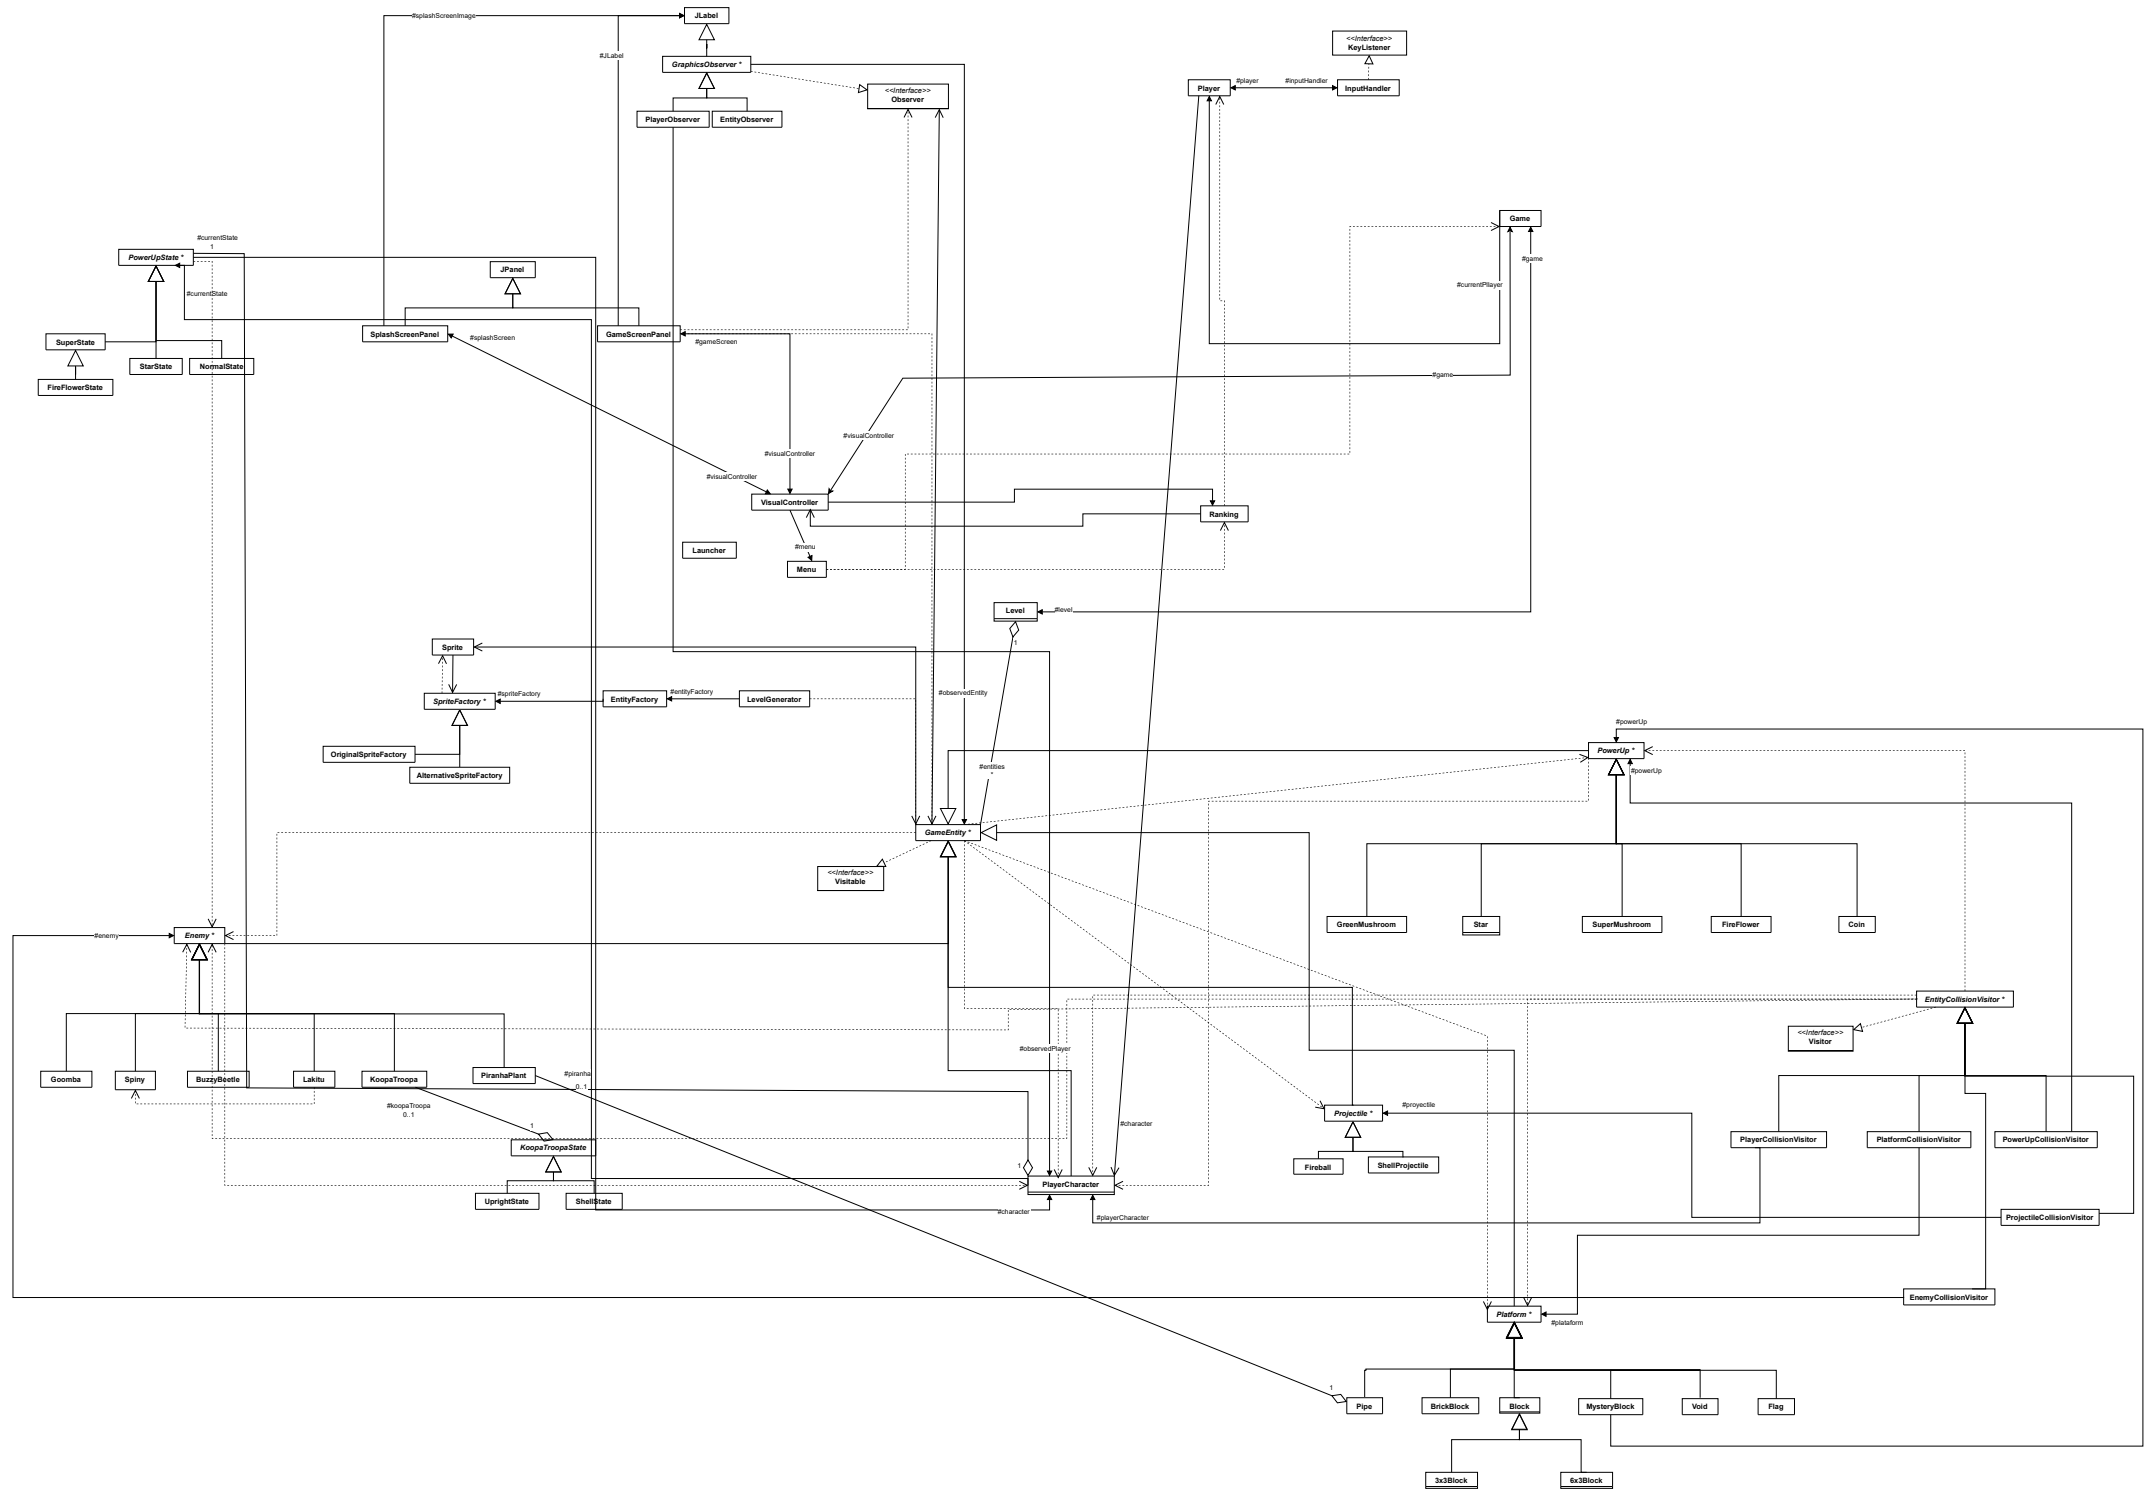 #splashScreenImage
JLabel
<<Interface>>
KeyListener
#JLabel
GraphicsObserver *
<<Interface>>
Observer
#player
#inputHandler
Player
InputHandler
PlayerObserver
EntityObserver
Game
#currentState
1
PowerUpState *
JPanel
#game
#currentState
#currentPllayer
SuperState
SplashScreenPanel
#splashScreen
GameScreenPanel
#gameScreen
StarState
NormalState
FireFlowerState
#game
#visualController
#visualController
#visualController
VisualController
Ranking
#menu
Launcher
Menu
Level
#level
1
Sprite
#spriteFactory
EntityFactory
#entityFactory
LevelGenerator
#observedEntity
SpriteFactory *
#powerUp
OriginalSpriteFactory
PowerUp *
AlternativeSpriteFactory
#entities
*
#powerUp
GameEntity *
<<Interface>>
Visitable
GreenMushroom
Star
SuperMushroom
FireFlower
Coin
#enemy
Enemy *
EntityCollisionVisitor *
<<Interface>>
Visitor
#observedPlayer
Goomba
Spiny
BuzzyBeetle
Lakitu
KoopaTroopa
PiranhaPlant
#piranha
0..1
#koopaTroopa
0..1
1
#proyectile
Projectile *
#character
KoopaTroopaState
PlayerCollisionVisitor
PlatformCollisionVisitor
PowerUpCollisionVisitor
Fireball
ShellProjectile
1
PlayerCharacter
UprightState
ShellState
#character
#playerCharacter
ProjectileCollisionVisitor
EnemyCollisionVisitor
Platform *
#plataform
1
Pipe
BrickBlock
Block
MysteryBlock
Void
Flag
3x3Block
6x3Block